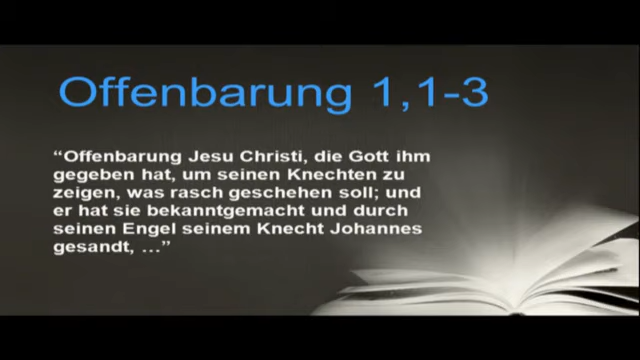 Offenbarung 1,1-3
“Offenbarung Jesu Christi, die Gott ihm
gegeben hat, um seinen Knechten zu
zeigen, was rasch geschehen soll; und
er hat sie bekanntgemacht und durch
seinen Engel seinem Knecht Johannes
gesandt, ...”